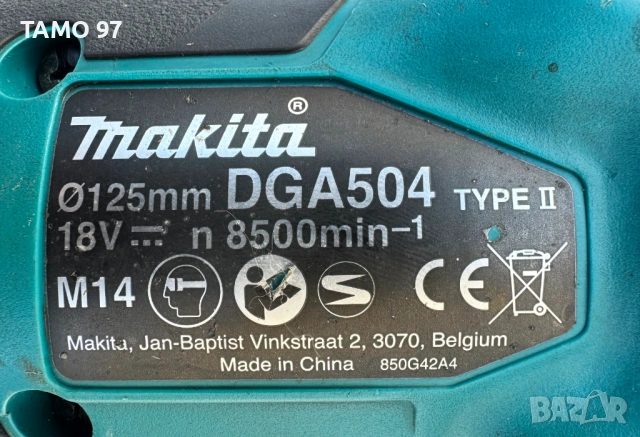 TAMO 97
makita®
Ø125mm DGA504 TYPE II
18V n 8500min-1
M14
CE
Makita, Jan-Baptist Vinkstraat 2, 3070, Belgium
Made in China 850G42A4
BAZAR